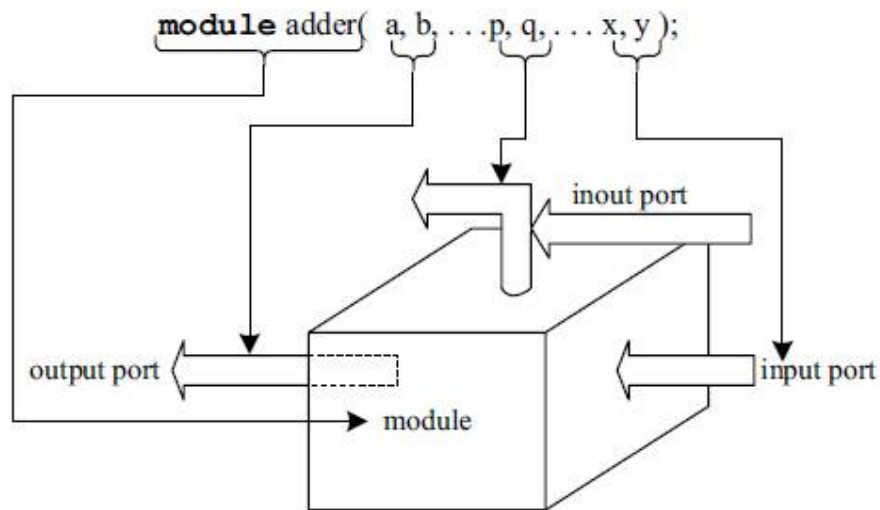 module adder( a, b, . . .p, q, . . . x, y );
inout port
output port
input port
module